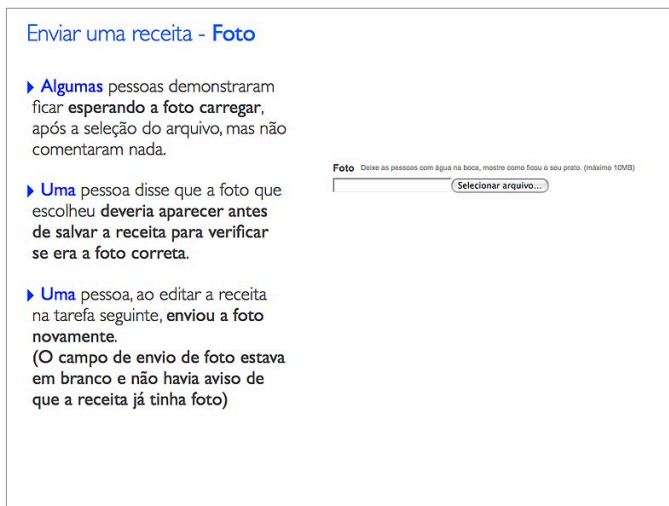 Enviar uma receita - Foto
Algumas pessoas demonstraram
ficar esperando a foto carregar,
após a seleção do arquivo, mas não
comentaram nada.
Uma pessoa disse que a foto que
escolheu deveria aparecer antes
de salvar a receita para verificar
se era a foto correta.
Uma pessoa, ao editar a receita
na tarefa seguinte, enviou a foto
novamente.
(O campo de envio de foto estava
em branco e não havia aviso de
que a receita já tinha foto)
Foto Deixe as pessoas com água na boca, mostre como ficou o seu prato. (máximo 10MB)
Selecionar arquivo...